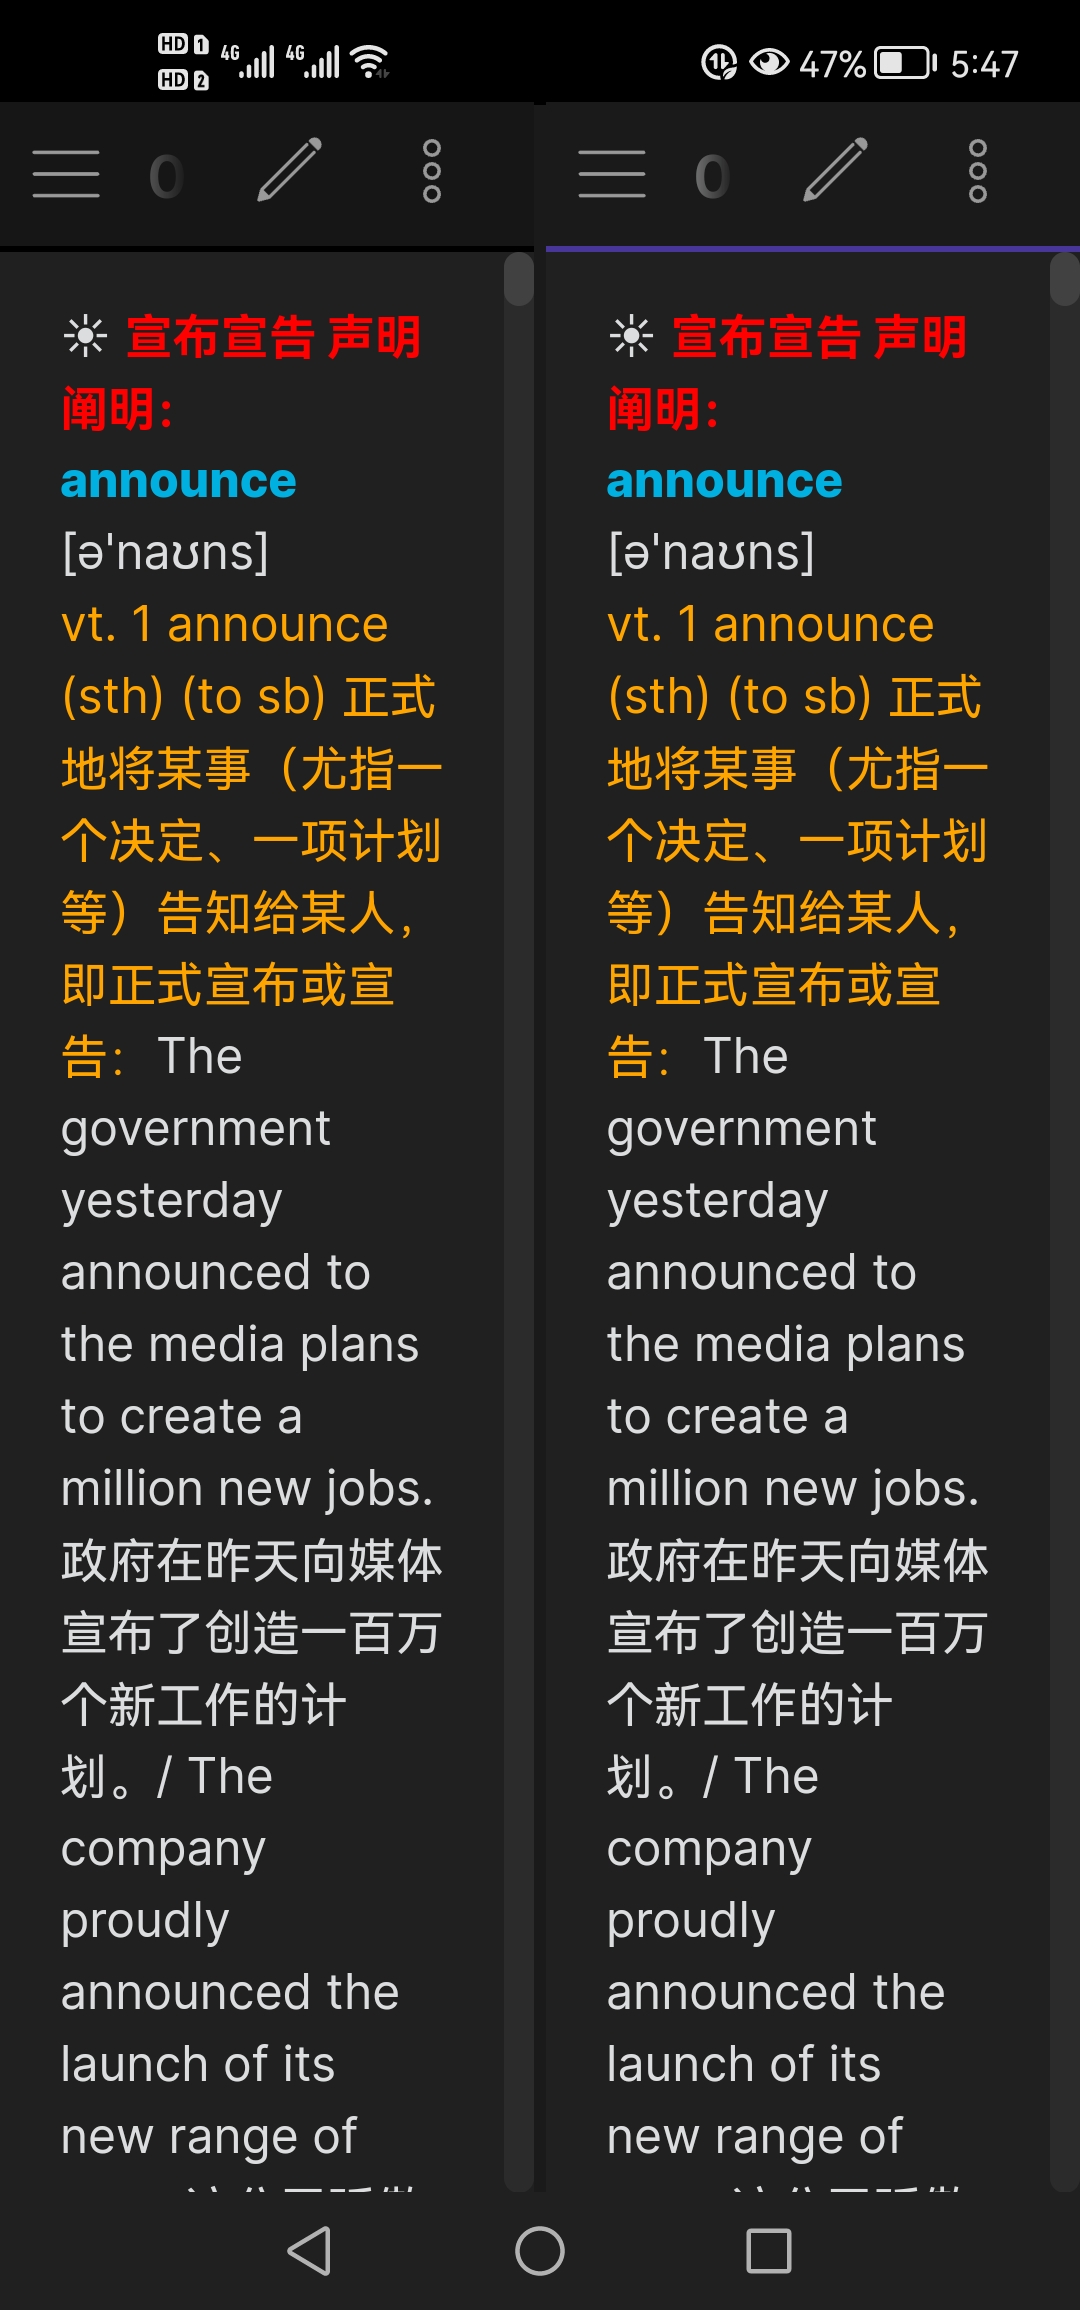 HD 1 4G 4G 47% 5:47
HD 2
0
☀ 宣布宣告 声明
阐明：
announce
[ə'naʊns]
vt. 1 announce
(sth) (to sb) 正式
地将某事（尤指一
个决定、一项计划
等）告知给某人，
即正式宣布或宣
告： The
government
yesterday
announced to
the media plans
to create a
million new jobs.
政府在昨天向媒体
宣布了创造一百万
个新工作的计
划。/ The
company
proudly
announced the
launch of its
new range of
0
☀ 宣布宣告 声明
阐明：
announce
[ə'naʊns]
vt. 1 announce
(sth) (to sb) 正式
地将某事（尤指一
个决定、一项计划
等）告知给某人，
即正式宣布或宣
告： The
government
yesterday
announced to
the media plans
to create a
million new jobs.
政府在昨天向媒体
宣布了创造一百万
个新工作的计
划。/ The
company
proudly
announced the
launch of its
new range of